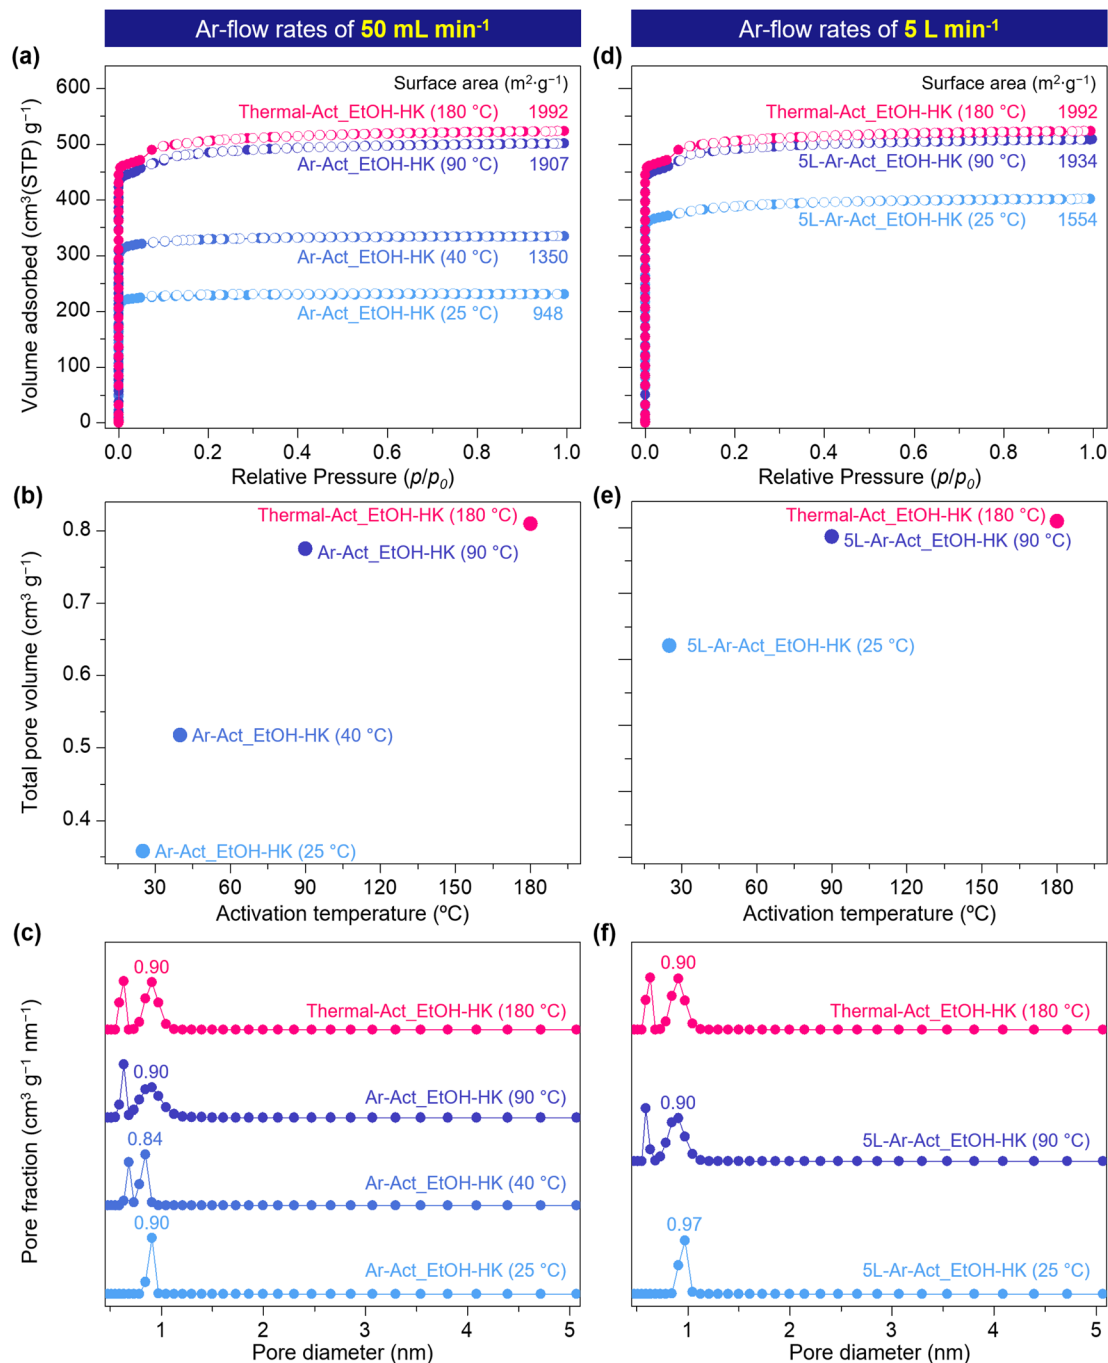 Ar-flow rates of 50 mL min⁻¹
Ar-flow rates of 5 L min⁻¹
(a)
Volume adsorbed (cm³(STP) g⁻¹)
600
500
400
300
200
100
0
Surface area (m²·g⁻¹)
Thermal-Act_EtOH-HK (180 °C) 1992
Ar-Act_EtOH-HK (90 °C) 1907
Ar-Act_EtOH-HK (40 °C) 1350
Ar-Act_EtOH-HK (25 °C) 948
0.0 0.2 0.4 0.6 0.8 1.0
Relative Pressure (p/p₀)
(d)
Surface area (m²·g⁻¹)
Thermal-Act_EtOH-HK (180 °C) 1992
5L-Ar-Act_EtOH-HK (90 °C) 1934
5L-Ar-Act_EtOH-HK (25 °C) 1554
0.0 0.2 0.4 0.6 0.8 1.0
Relative Pressure (p/p₀)
(b)
Total pore volume (cm³ g⁻¹)
0.8
0.7
0.6
0.5
0.4
Thermal-Act_EtOH-HK (180 °C)
Ar-Act_EtOH-HK (90 °C)
Ar-Act_EtOH-HK (40 °C)
Ar-Act_EtOH-HK (25 °C)
30 60 90 120 150 180
Activation temperature (ºC)
(e)
Thermal-Act_EtOH-HK (180 °C)
5L-Ar-Act_EtOH-HK (90 °C)
5L-Ar-Act_EtOH-HK (25 °C)
30 60 90 120 150 180
Activation temperature (ºC)
(c)
Pore fraction (cm³ g⁻¹ nm⁻¹)
0.90
Thermal-Act_EtOH-HK (180 °C)
0.90
Ar-Act_EtOH-HK (90 °C)
0.84
Ar-Act_EtOH-HK (40 °C)
0.90
Ar-Act_EtOH-HK (25 °C)
1 2 3 4 5
Pore diameter (nm)
(f)
0.90
Thermal-Act_EtOH-HK (180 °C)
0.90
5L-Ar-Act_EtOH-HK (90 °C)
0.97
5L-Ar-Act_EtOH-HK (25 °C)
1 2 3 4 5
Pore diameter (nm)